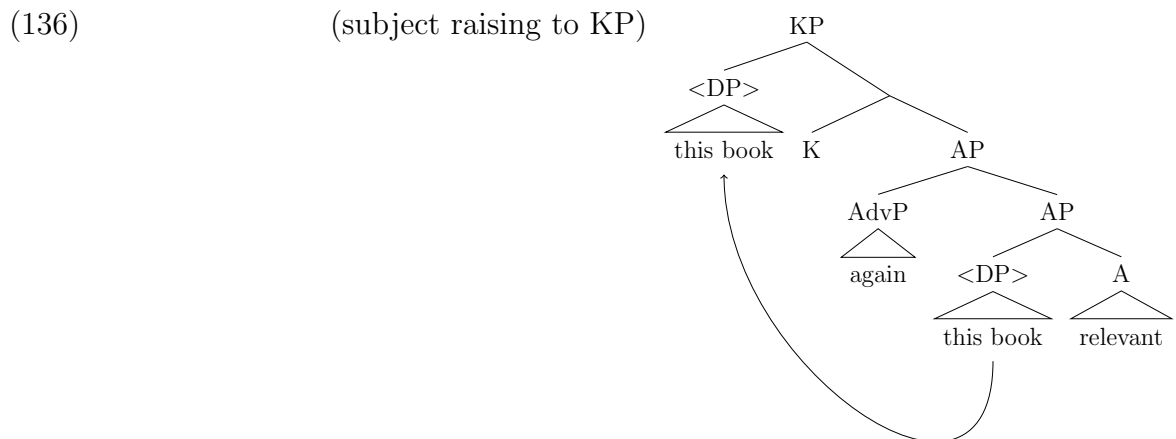 (136) (subject raising to KP) KP
<DP>
this book K AP
AdvP AP
again <DP> A
this book relevant